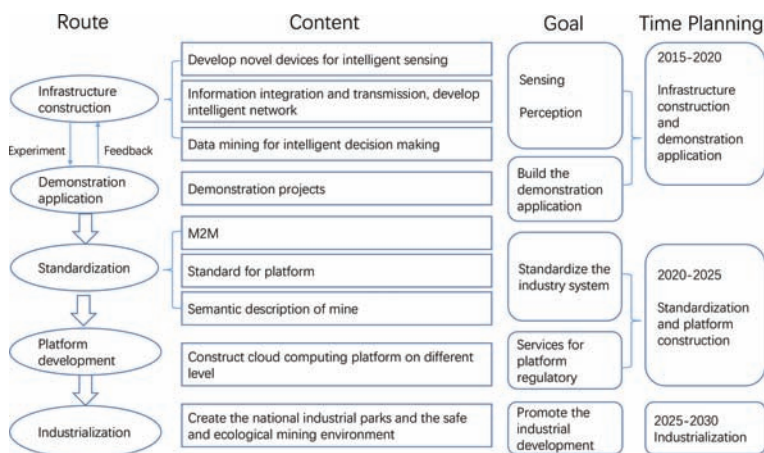 Route
Content
Goal
Time Planning
Infrastructure
construction
Experiment
Feedback
Demonstration
application
Standardization
Platform
development
Industrialization
Develop novel devices for intelligent sensing
Information integration and transmission, develop
intelligent network
Data mining for intelligent decision making
Demonstration projects
M2M
Standard for platform
Semantic description of mine
Construct cloud computing platform on different
level
Create the national industrial parks and the safe
and ecological mining environment
Sensing
Perception
Build the
demonstration
application
Standardize the
industry system
Services for
platform
regulatory
Promote the
industrial
development
2015-2020
Infrastructure
construction
and
demonstration
application
2020-2025
Standardization
and platform
construction
2025-2030
Industrialization